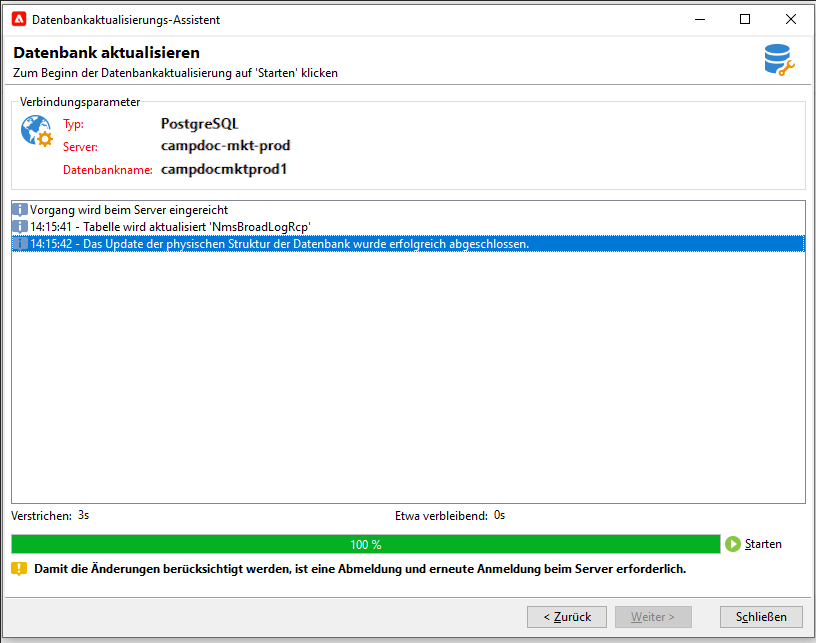 Datenbankaktualisierungs-Assistent
Datenbank aktualisieren
Zum Beginn der Datenbankaktualisierung auf 'Starten' klicken
Verbindungsparameter
Typ: PostgreSQL
Server: campdoc-mkt-prod
Datenbankname: campdocmktprod1
Vorgang wird beim Server eingereicht
14:15:41 - Tabelle wird aktualisiert 'NmsBroadLogRcp'
14:15:42 - Das Update der physischen Struktur der Datenbank wurde erfolgreich abgeschlossen.
Verstrichen: 3s Etwa verbleibend: 0s
100 % Starten
Damit die Änderungen berücksichtigt werden, ist eine Abmeldung und erneute Anmeldung beim Server erforderlich.
< Zurück Weiter > Schließen